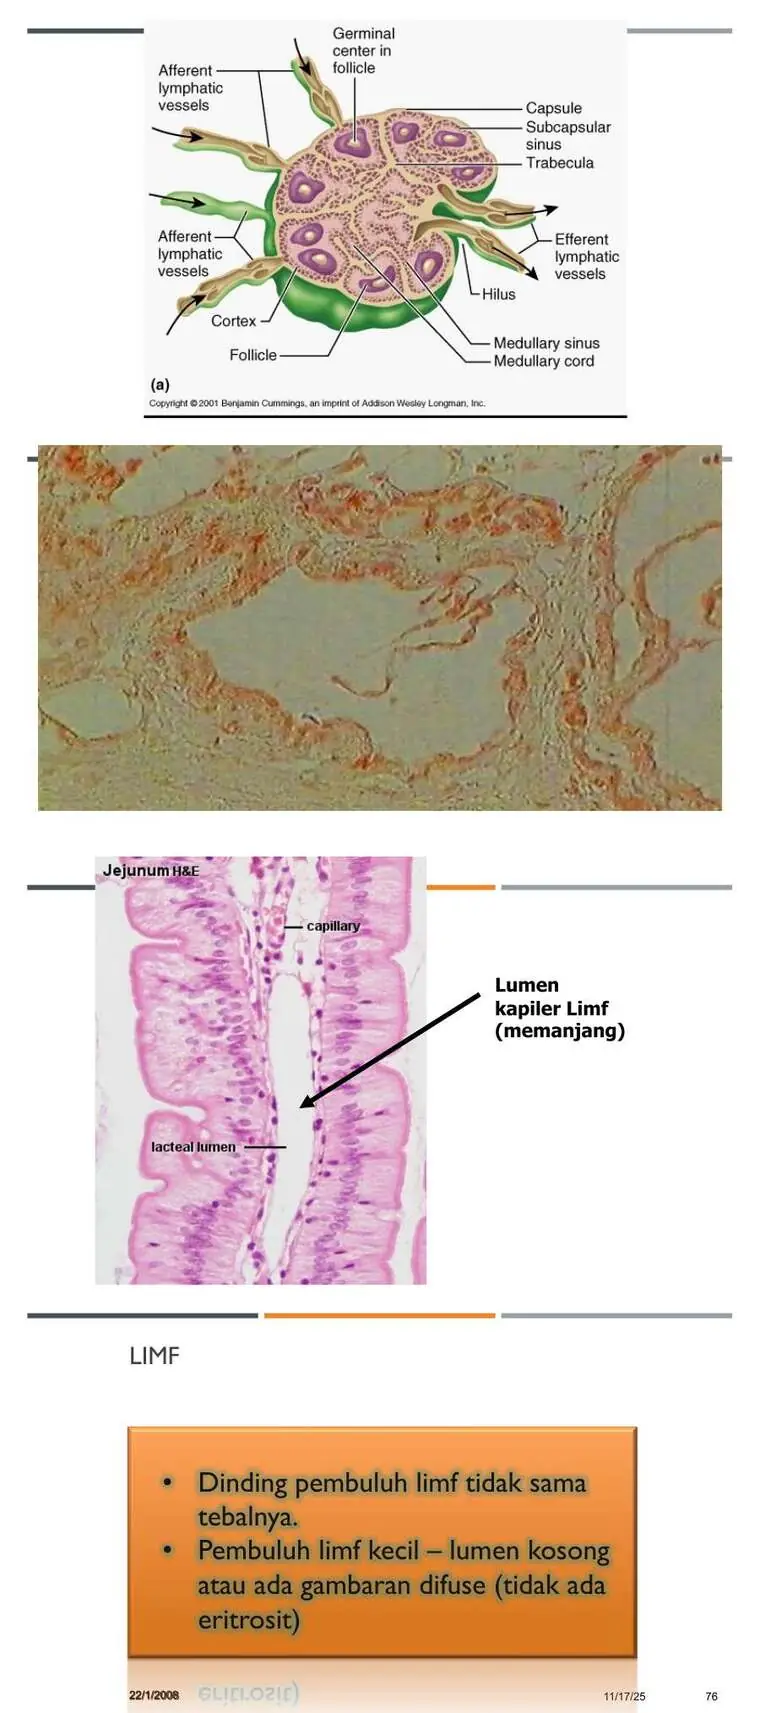 Germinal
center in
follicle
Afferent
lymphatic
vessels
Capsule
Subcapsular
sinus
Trabecula
Afferent
lymphatic
vessels
Efferent
lymphatic
vessels
Hilus
Cortex
Medullary sinus
Follicle
Medullary cord
(a)
Copyright © 2001 Benjamin Cummings, an imprint of Addison Wesley Longman, Inc.
Jejunum H&E
capillary
Lumen
kapiler Limf
(memanjang)
lacteal lumen
LIMF
• Dinding pembuluh limf tidak sama
tebalnya.
• Pembuluh limf kecil – lumen kosong
atau ada gambaran difuse (tidak ada
eritrosit)
22/1/2008
11/17/25
76